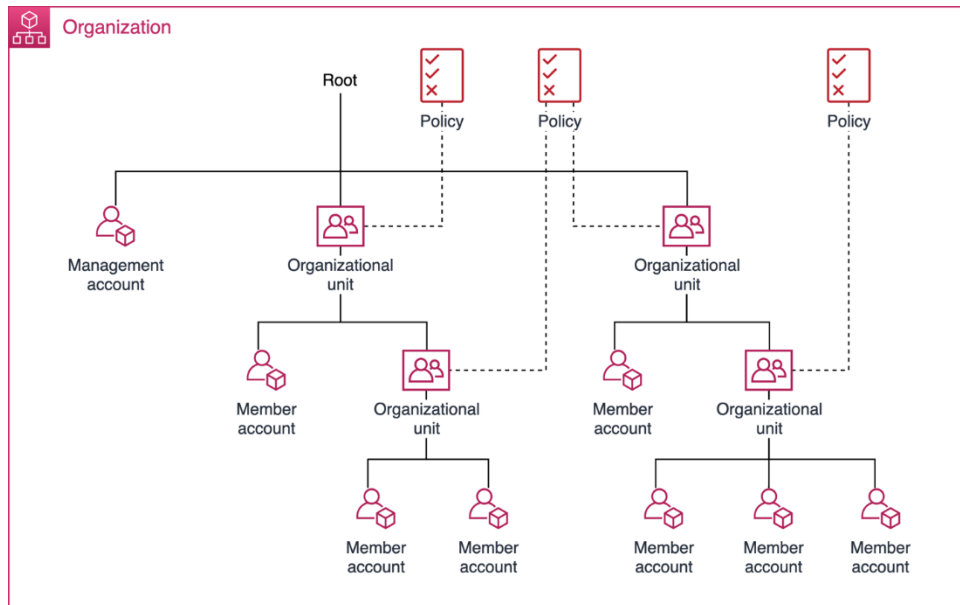 Organization
Root
Policy
Policy
Policy
Management
account
Organizational
unit
Organizational
unit
Member
account
Organizational
unit
Member
account
Organizational
unit
Member
account
Member
account
Member
account
Member
account
Member
account